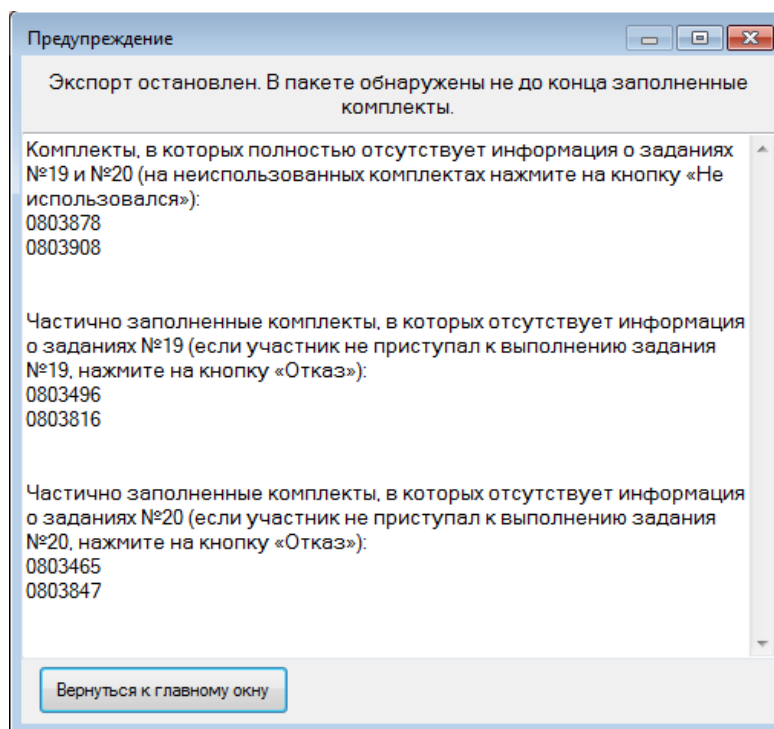 Предупреждение
Экспорт остановлен. В пакете обнаружены не до конца заполненные
комплекты.
Комплекты, в которых полностью отсутствует информация о заданиях
№19 и №20 (на неиспользованных комплектах нажмите на кнопку «Не
использовался»):
0803878
0803908
Частично заполненные комплекты, в которых отсутствует информация
о заданиях №19 (если участник не приступал к выполнению задания
№19, нажмите на кнопку «Отказ»):
0803496
0803816
Частично заполненные комплекты, в которых отсутствует информация
о заданиях №20 (если участник не приступал к выполнению задания
№20, нажмите на кнопку «Отказ»):
0803465
0803847
Вернуться к главному окну